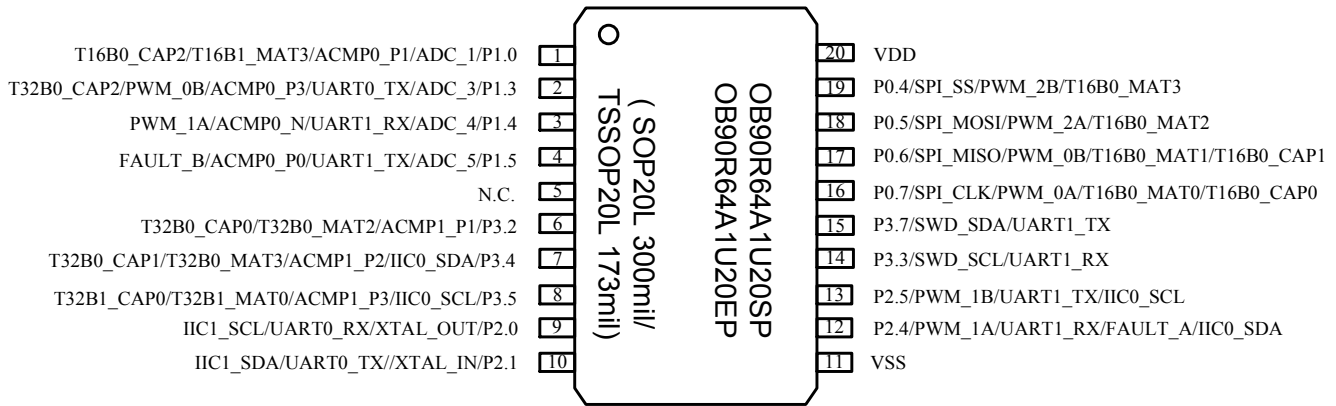 T16B0_CAP2/T16B1_MAT3/ACMP0_P1/ADC_1/P1.0 1
T32B0_CAP2/PWM_0B/ACMP0_P3/UART0_TX/ADC_3/P1.3 2
PWM_1A/ACMP0_N/UART1_RX/ADC_4/P1.4 3
FAULT_B/ACMP0_P0/UART1_TX/ADC_5/P1.5 4
N.C. 5
T32B0_CAP0/T32B0_MAT2/ACMP1_P1/P3.2 6
T32B0_CAP1/T32B0_MAT3/ACMP1_P2/IIC0_SDA/P3.4 7
T32B1_CAP0/T32B1_MAT0/ACMP1_P3/IIC0_SCL/P3.5 8
IIC1_SCL/UART0_RX/XTAL_OUT/P2.0 9
IIC1_SDA/UART0_TX//XTAL_IN/P2.1 10
OB90R64A1U20SP
OB90R64A1U20EP
( SOP20L 300mil/
TSSOP20L 173mil)
20 VDD
19 P0.4/SPI_SS/PWM_2B/T16B0_MAT3
18 P0.5/SPI_MOSI/PWM_2A/T16B0_MAT2
17 P0.6/SPI_MISO/PWM_0B/T16B0_MAT1/T16B0_CAP1
16 P0.7/SPI_CLK/PWM_0A/T16B0_MAT0/T16B0_CAP0
15 P3.7/SWD_SDA/UART1_TX
14 P3.3/SWD_SCL/UART1_RX
13 P2.5/PWM_1B/UART1_TX/IIC0_SCL
12 P2.4/PWM_1A/UART1_RX/FAULT_A/IIC0_SDA
11 VSS